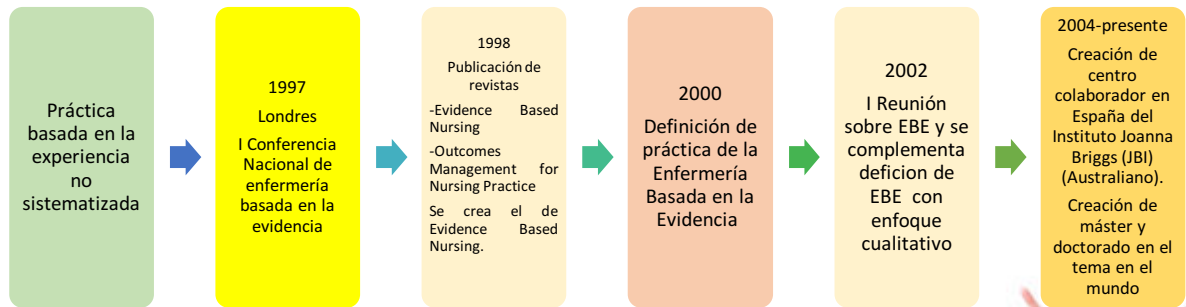 Práctica
basada en la
experiencia
no
sistematizada
1997
Londres
I Conferencia
Nacional de
enfermería
basada en la
evidencia
1998
Publicación de
revistas
-Evidence Based
Nursing
-Outcomes
Management for
Nursing Practice
Se crea el de
Evidence Based
Nursing.
2000
Definición de
práctica de la
Enfermería
Basada en la
Evidencia
2002
I Reunión
sobre EBE y se
complementa
deficion de
EBE con
enfoque
cualitativo
2004-presente
Creación de
centro
colaborador en
España del
Instituto Joanna
Briggs (JBI)
(Australiano).
Creación de
máster y
doctorado en el
tema en el
mundo